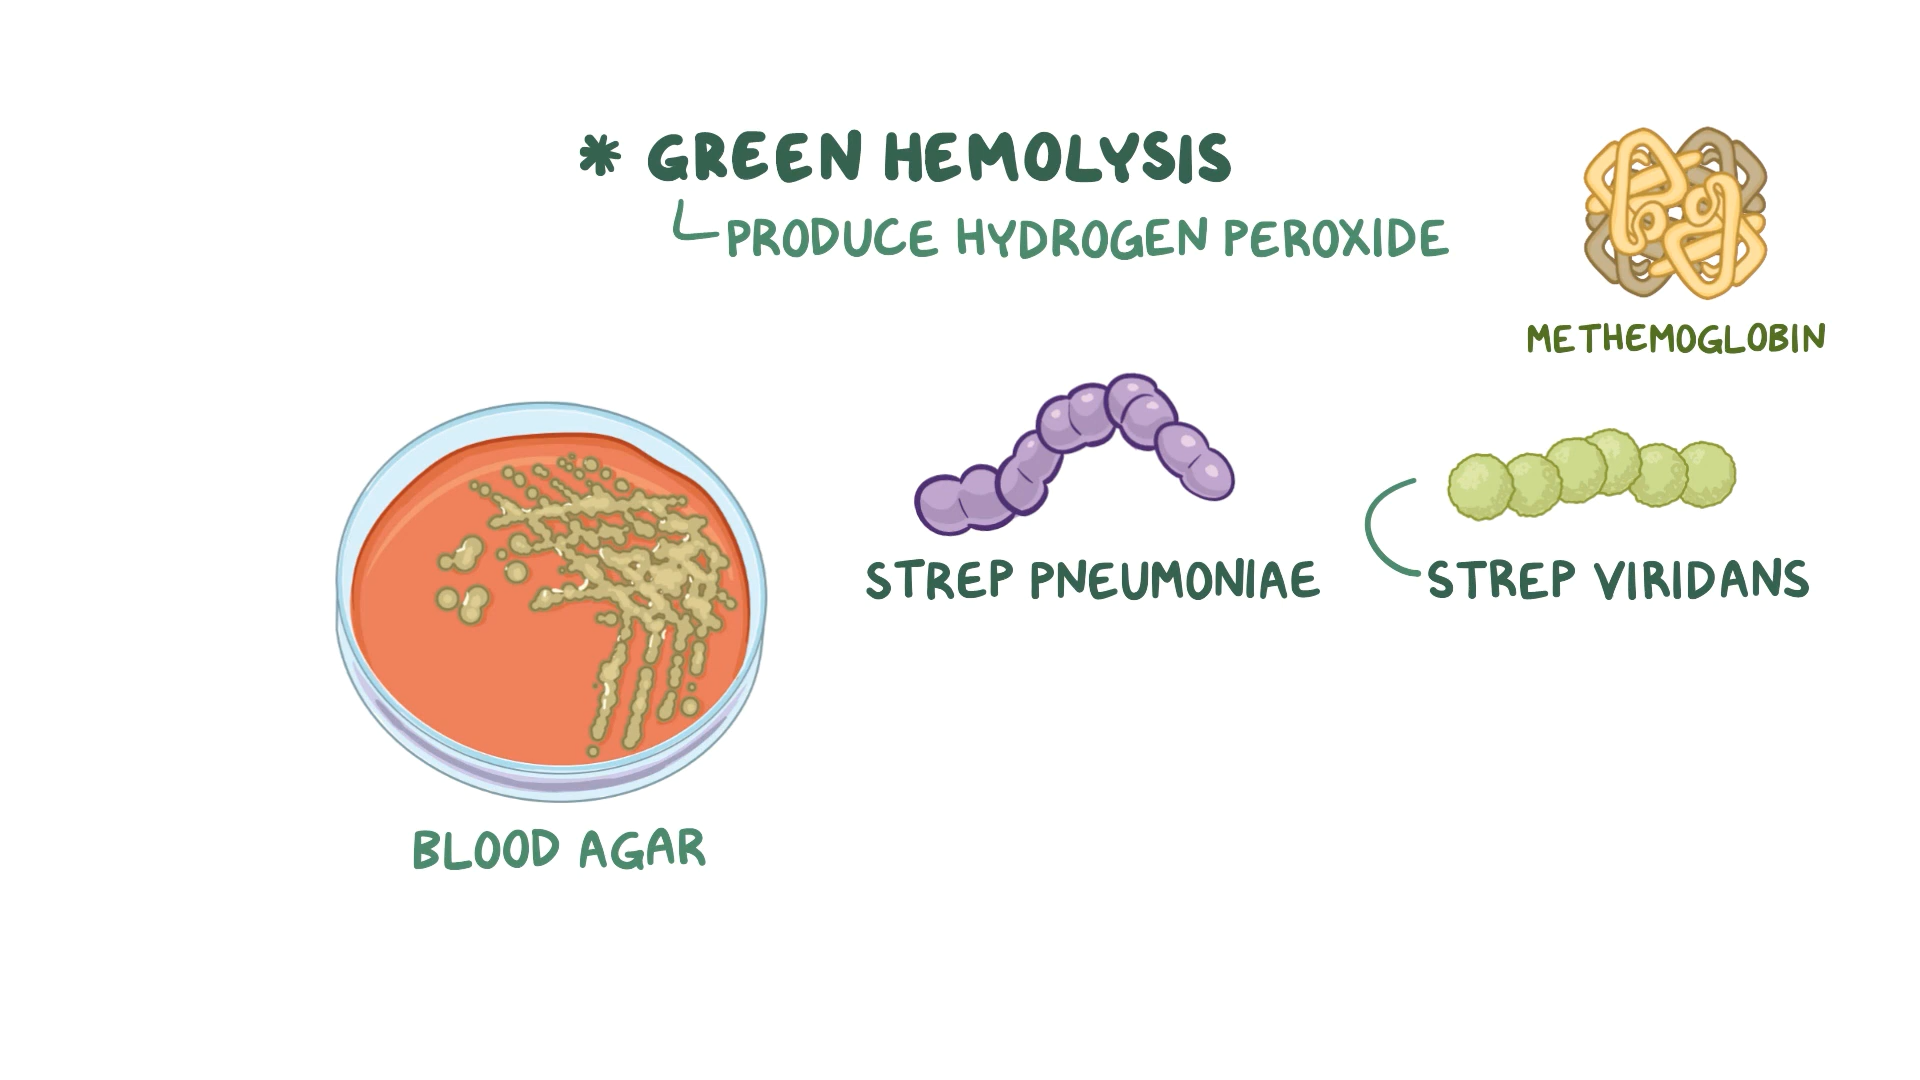 * GREEN HEMOLYSIS
PRODUCE HYDROGEN PEROXIDE
METHEMOGLOBIN
STREP PNEUMONIAE
STREP VIRIDANS
BLOOD AGAR